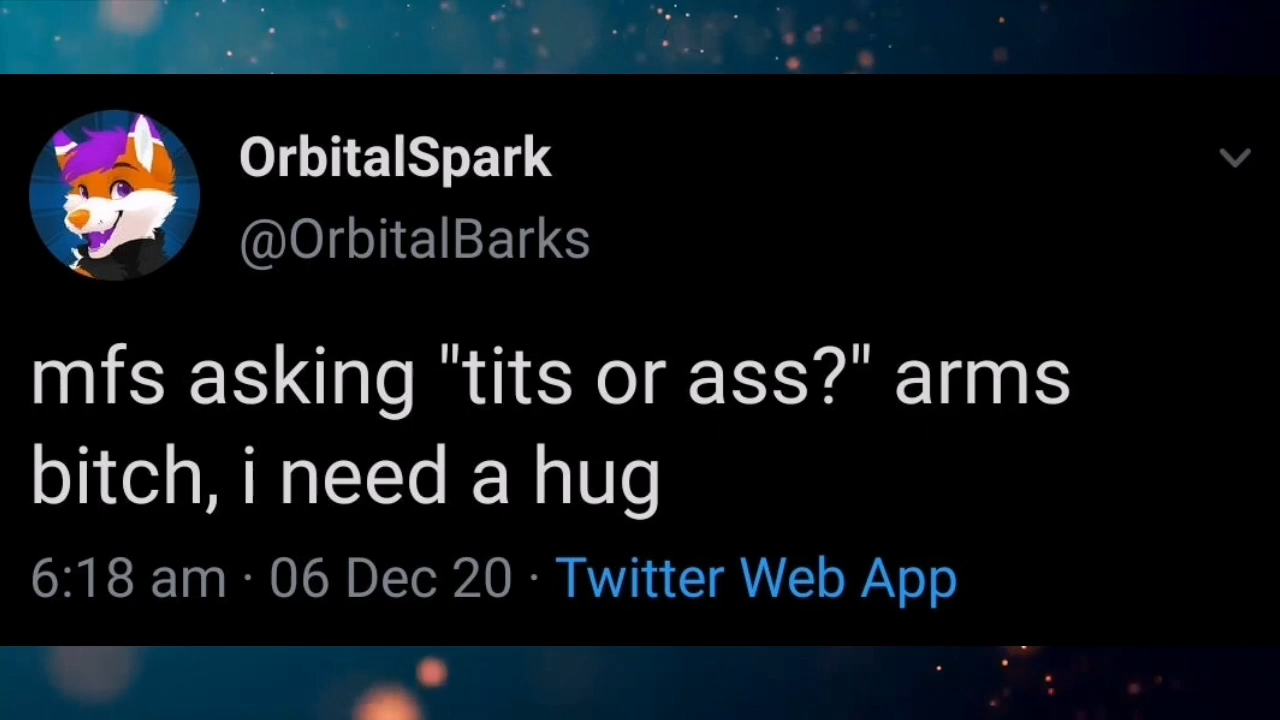 OrbitalSpark
@OrbitalBarks
mfs asking "tits or ass?" arms
bitch, i need a hug
6:18 am · 06 Dec 20 · Twitter Web App